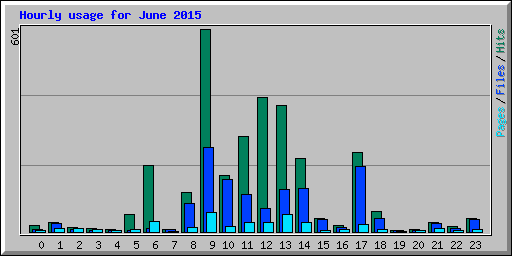 Hourly usage for June 2015
601
Pages/Files/Hits
0 1 2 3 4 5 6 7 8 9 10 11 12 13 14 15 16 17 18 19 20 21 22 23